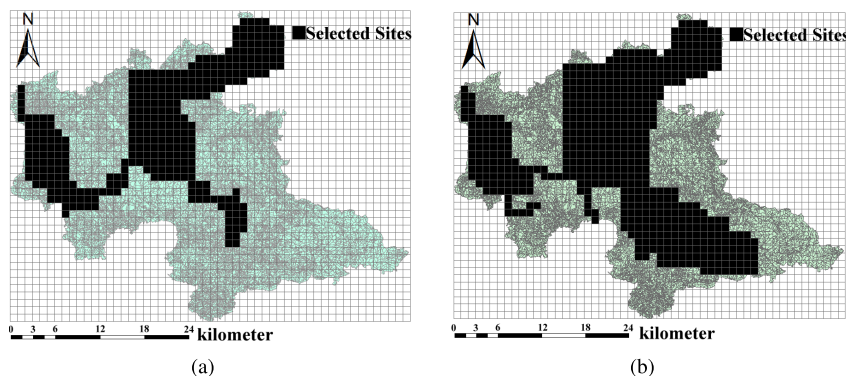 N
Selected Sites
0 3 6 12 18 24
kilometer
(a)
N
Selected Sites
0 3 6 12 18 24
kilometer
(b)